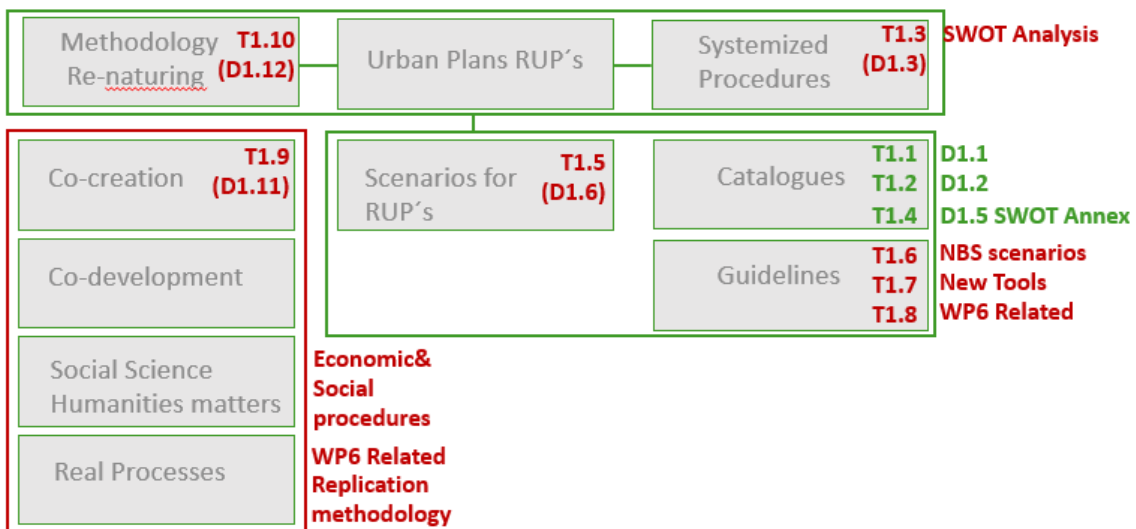 Methodology T1.10
Re-naturing (D1.12)
Urban Plans RUP´s
Systemized T1.3 SWOT Analysis
Procedures (D1.3)
Co-creation T1.9
(D1.11)
Co-development
Social Science
Humanities matters
Economic&
Social
procedures
Real Processes
WP6 Related
Replication
methodology
Scenarios for T1.5
RUP´s (D1.6)
Catalogues
T1.1 D1.1
T1.2 D1.2
T1.4 D1.5 SWOT Annex
Guidelines
T1.6 NBS scenarios
T1.7 New Tools
T1.8 WP6 Related